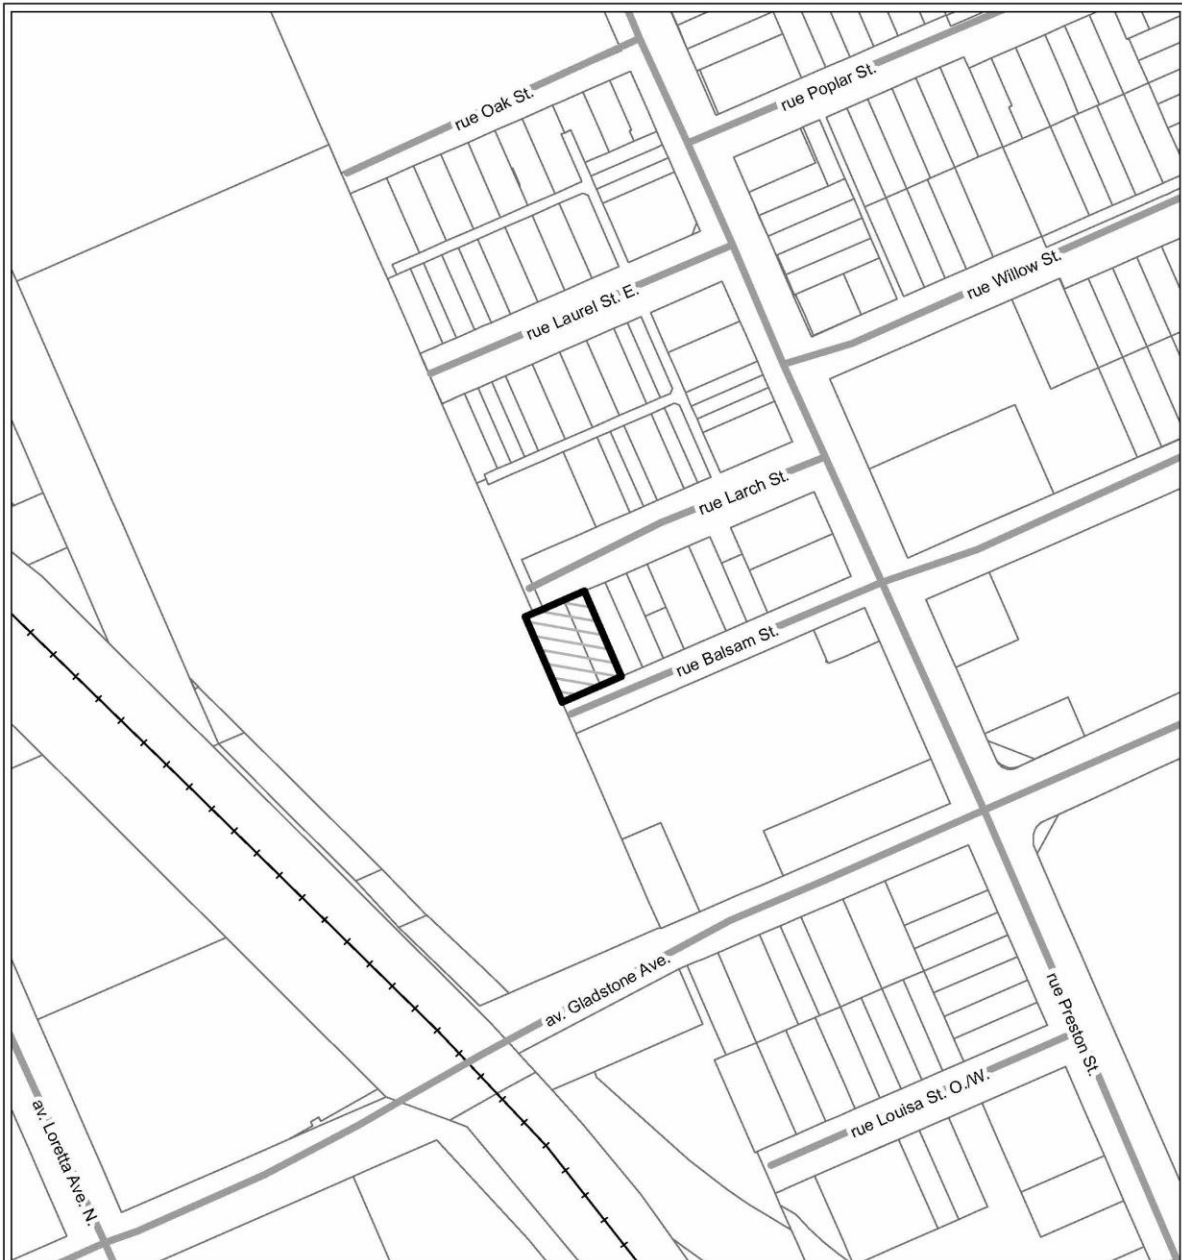 rue Oak St.
rue Poplar St.
rue Willow St.
rue Laurel St. E.
rue Larch St.
rue Balsam St.
av. Gladstone Ave.
rue Preston St.
rue Louisa St. O./W.
av. Loretta Ave. N.